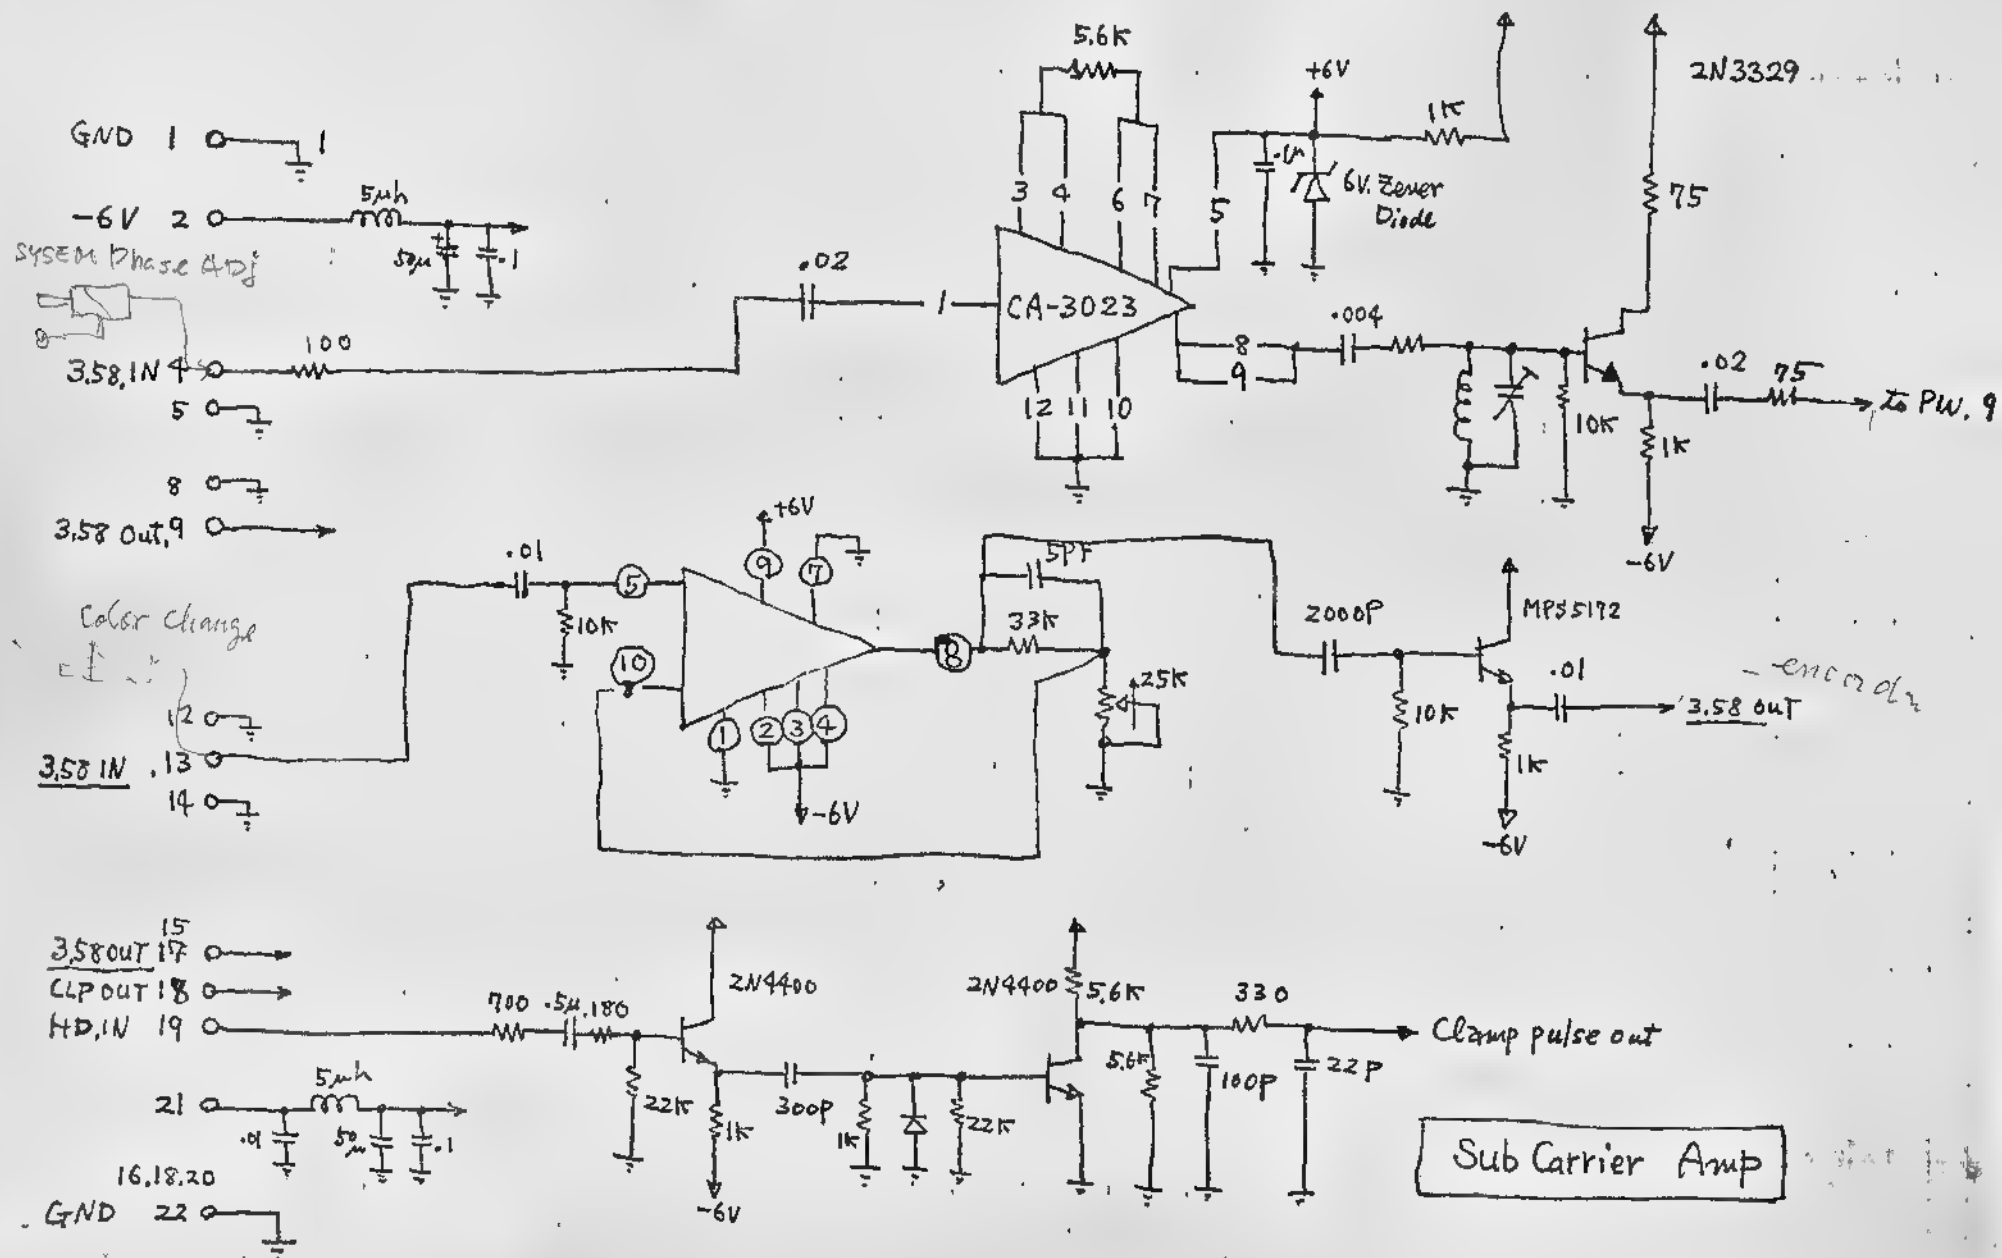 5.6K
2N3329
+6V
1K
GND 1
1
.1μ
6V. Zener
Diode
75
5μh
-6V 2
50μ
.1
3 4 6 7 5
SYSEM Phase ADj
.02
1
CA-3023
.004
100
3.58.IN 4
8
9
.02
75
to PIN. 9
12 11 10
10K
1K
5
8
3.58 Out. 9
+6V
-6V
.01
9
7
5PF
5
2000P
MPS5172
Color Change
10K
33K
10
8
.01
encoder
25K
10K
3.58 OUT
12
1
2
3
4
3.58 IN .13
1K
14
-6V
-6V
15
3.58 OUT 17
2N4400
2N4400
5.6K
330
CLP OUT 18
700
.5μ
.180
HD.IN 19
Clamp pulse out
5.6K
22P
5μh
100P
21
22K
300P
1K
1K
22K
.01
50μ
.1
Sub Carrier Amp
16.18.20
GND 22
-6V